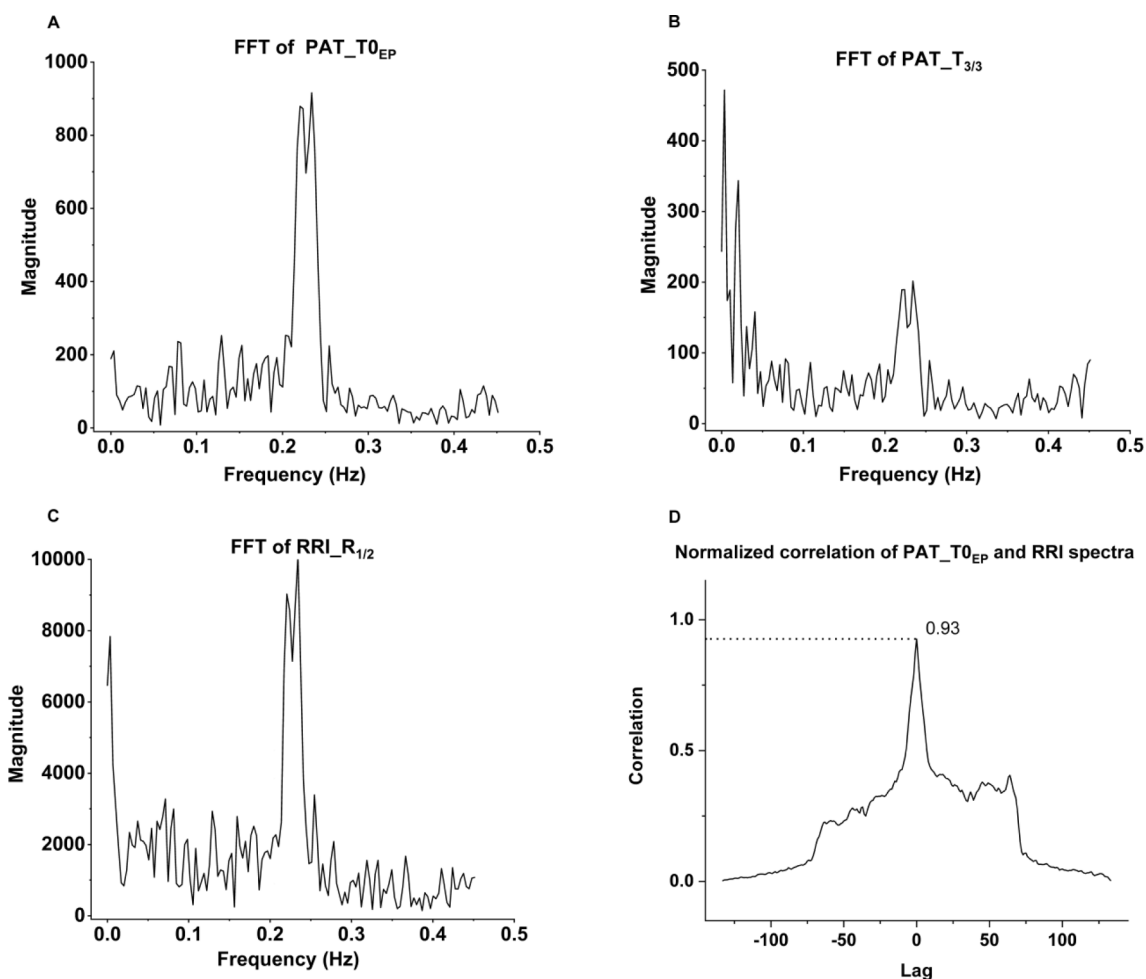 A
FFT of PAT_T0EP
1000
800
600
400
200
0
Magnitude
0.0 0.1 0.2 0.3 0.4 0.5
Frequency (Hz)
B
FFT of PAT_T3/3
500
450
400
350
300
250
200
150
100
50
0
Magnitude
0.0 0.1 0.2 0.3 0.4 0.5
Frequency (Hz)
C
FFT of RRI_R1/2
10000
8000
6000
4000
2000
0
Magnitude
0.0 0.1 0.2 0.3 0.4 0.5
Frequency (Hz)
D
Normalized correlation of PAT_T0EP and RRI spectra
1.0
0.93
0.5
0.0
Correlation
-100 -50 0 50 100
Lag